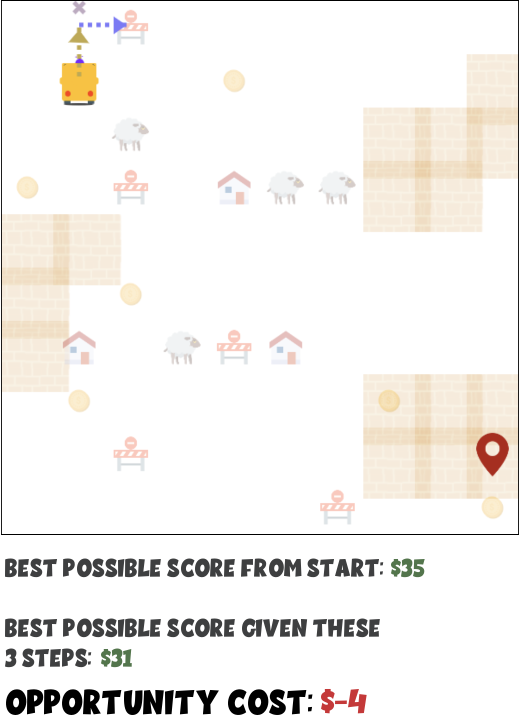 BEST POSSIBLE SCORE FROM START: $35
BEST POSSIBLE SCORE GIVEN THESE
3 STEPS: $31
OPPORTUNITY COST: $-4